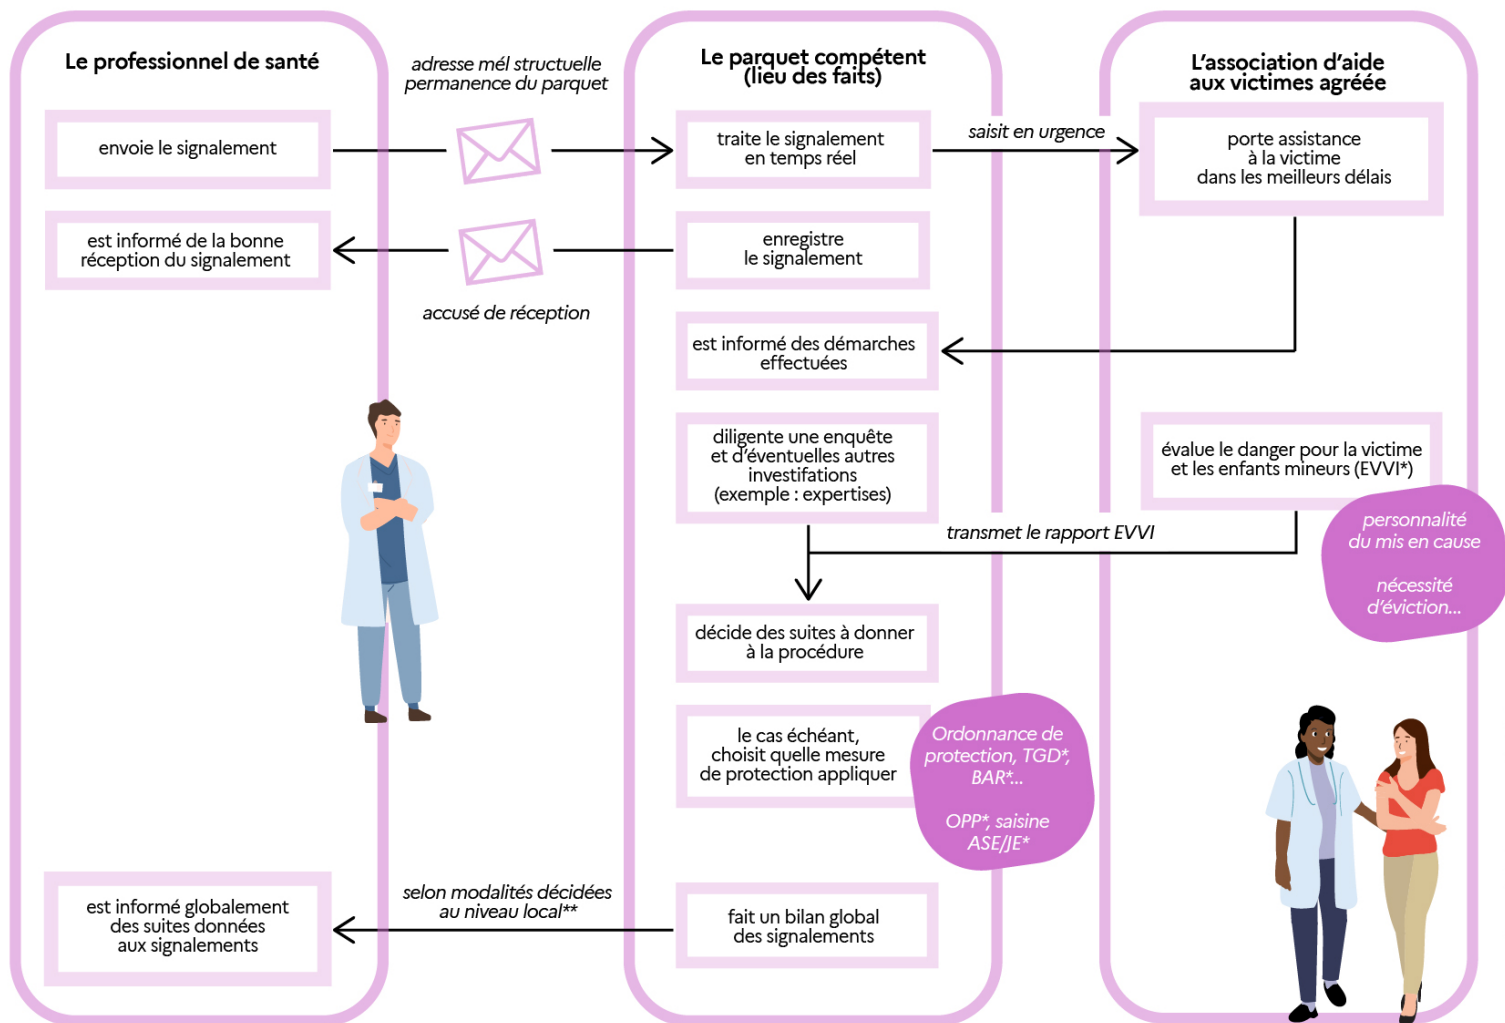 Le professionnel de santé
adresse mél structuelle
permanence du parquet
Le parquet compétent
(lieu des faits)
L'association d'aide
aux victimes agréée
envoie le signalement
traite le signalement
en temps réel
saisit en urgence
porte assistance
à la victime
dans les meilleurs délais
est informé de la bonne
réception du signalement
accusé de réception
enregistre
le signalement
est informé des démarches
effectuées
diligente une enquête
et d'éventuelles autres
investifations
(exemple : expertises)
évalue le danger pour la victime
et les enfants mineurs (EVVI*)
personnalité
du mis en cause
nécessité
d'éviction...
transmet le rapport EVVI
décide des suites à donner
à la procédure
le cas échéant,
choisit quelle mesure
de protection appliquer
Ordonnance de
protection, TGD*,
BAR*...
OPP*, saisine
ASE/JE*
est informé globalement
des suites données
aux signalements
selon modalités décidées
au niveau local**
fait un bilan global
des signalements